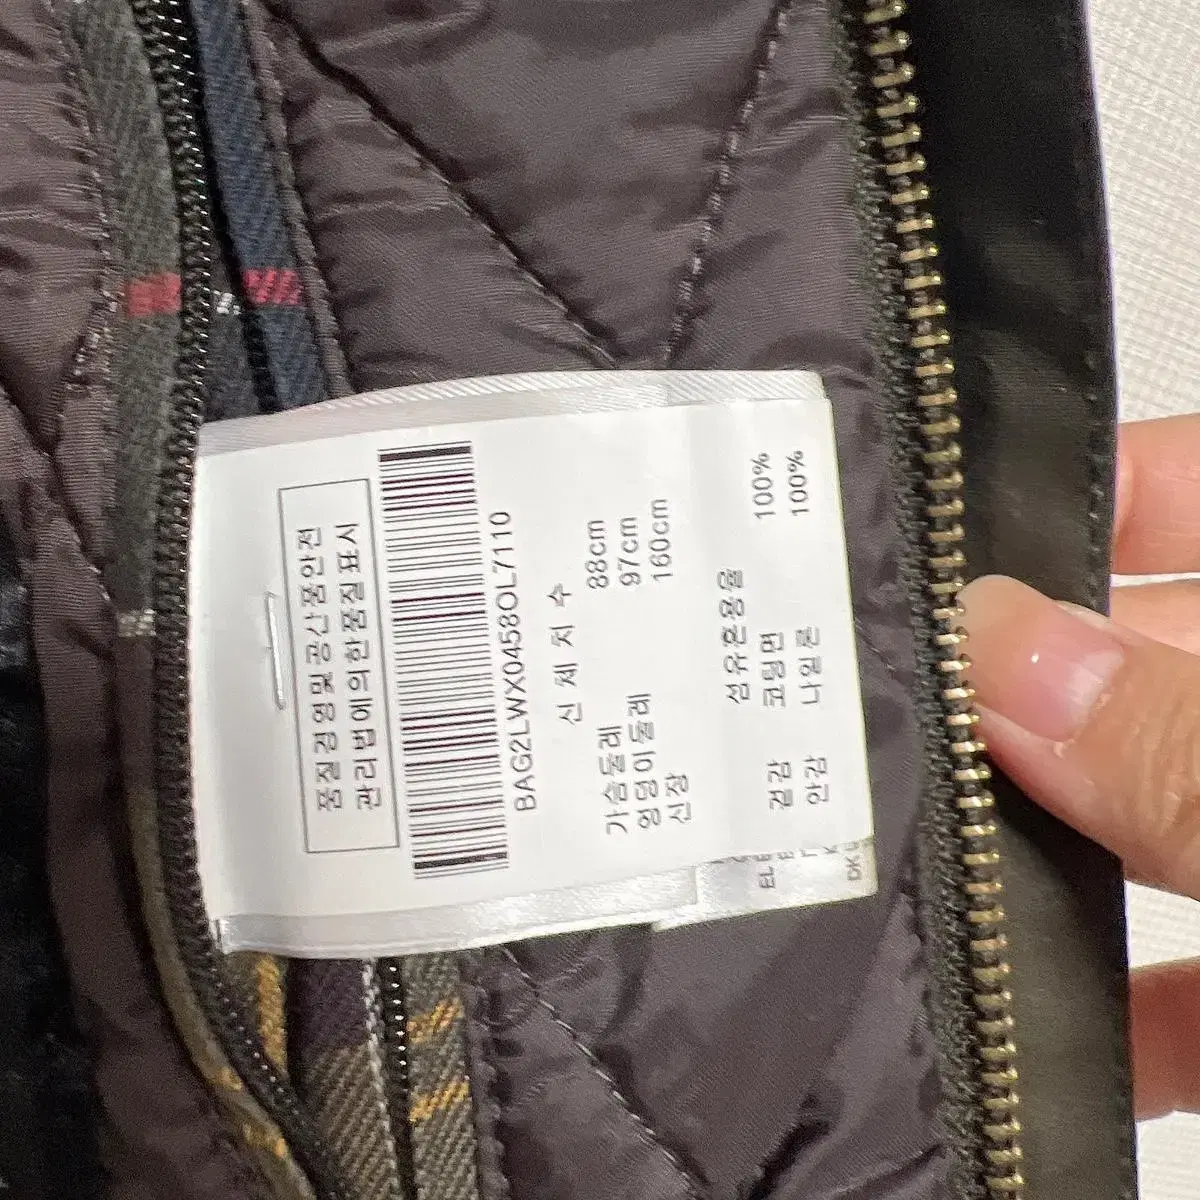 품질경영및공산품안전
관리법에의한품질표시
BAG2LWX0458OL7110
신체치수
가슴둘레 88cm
엉덩이둘레 97cm
신장 160cm
섬유혼용율
겉감 코팅면 100%
안감 나일론 100%